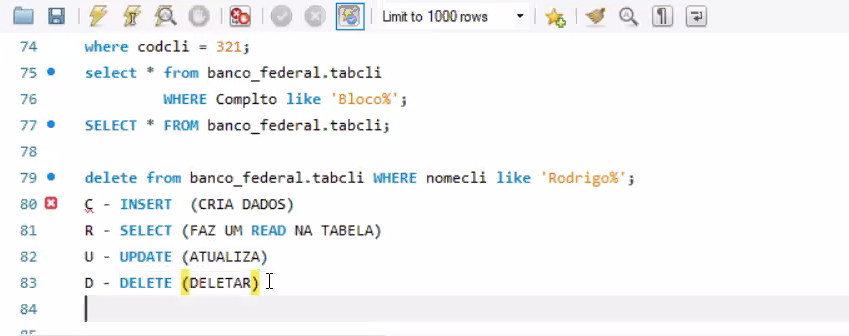 Limit to 1000 rows
74 where codcli = 321;
75 select * from banco_federal.tabcli
76 WHERE Complto like 'Bloco%';
77 SELECT * FROM banco_federal.tabcli;
78
79 delete from banco_federal.tabcli WHERE nomecli like 'Rodrigo%';
80 C - INSERT (CRIA DADOS)
81 R - SELECT (FAZ UM READ NA TABELA)
82 U - UPDATE (ATUALIZA)
83 D - DELETE (DELETAR)
84